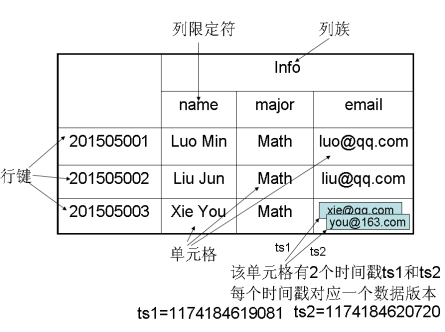 列限定符 列族
Info
name major email
201505001 Luo Min Math luo@qq.com
行键
201505002 Liu Jun Math liu@qq.com
201505003 Xie You Math xie@qq.com
you@163.com
单元格
ts1 ts2
该单元格有2个时间戳ts1和ts2
每个时间戳对应一个数据版本
ts1=1174184619081 ts2=1174184620720